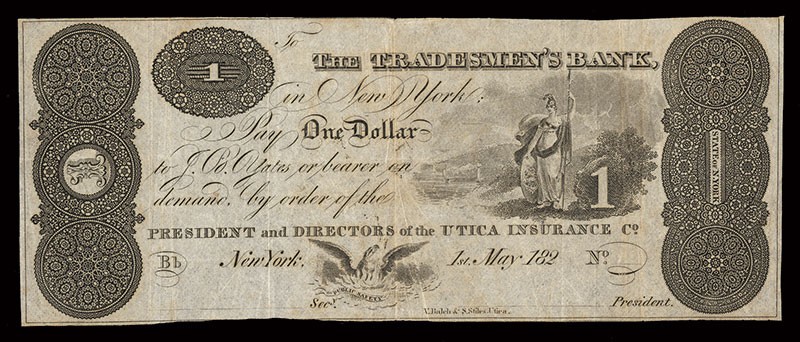 To
1
THE TRADESMEN'S BANK,
in New York;
Pay One Dollar
to J. B. Yates or bearer on
demand. by order of the
1
STATE OF N.YORK
PRESIDENT and DIRECTORS of the UTICA INSURANCE Co
Bb New York, 1st. May 182 No
PUBLIC SAFETY
Secy. President.
V.Balch & S.Stiles, Utica.